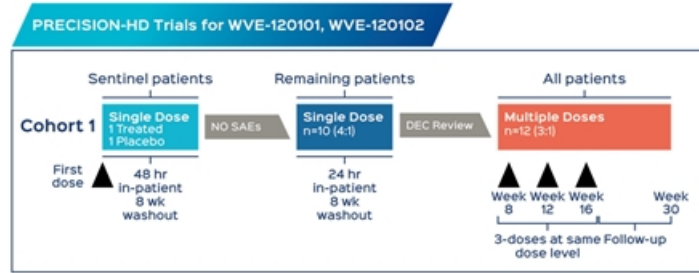 PRECISION-HD Trials for WVE-120101, WVE-120102
Sentinel patients
Remaining patients
All patients
Cohort 1
Single Dose
1 Treated
1 Placebo
NO SAEs
Single Dose
n=10 (4:1)
DEC Review
Multiple Doses
n=12 (3:1)
First
dose
48 hr
in-patient
8 wk
washout
24 hr
in-patient
8 wk
washout
Week
8
Week
12
Week
16
Week
30
3-doses at same
dose level
Follow-up